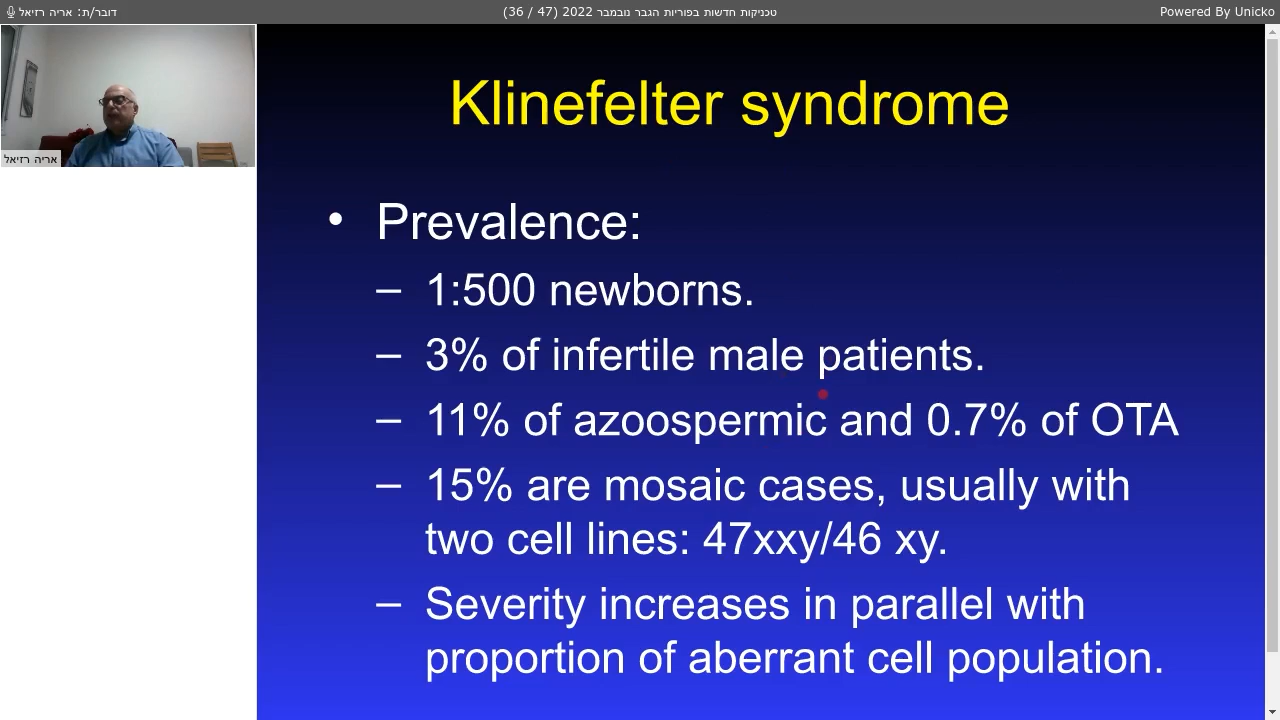 דובר/ת: אריה רזיאל
טכניקות חדשות בפוריות הגבר נובמבר 2022 (47 / 36)
Powered By Unicko
אריה רזיאל
Klinefelter syndrome
• Prevalence:
– 1:500 newborns.
– 3% of infertile male patients.
– 11% of azoospermic and 0.7% of OTA
– 15% are mosaic cases, usually with
two cell lines: 47xxy/46 xy.
– Severity increases in parallel with
proportion of aberrant cell population.